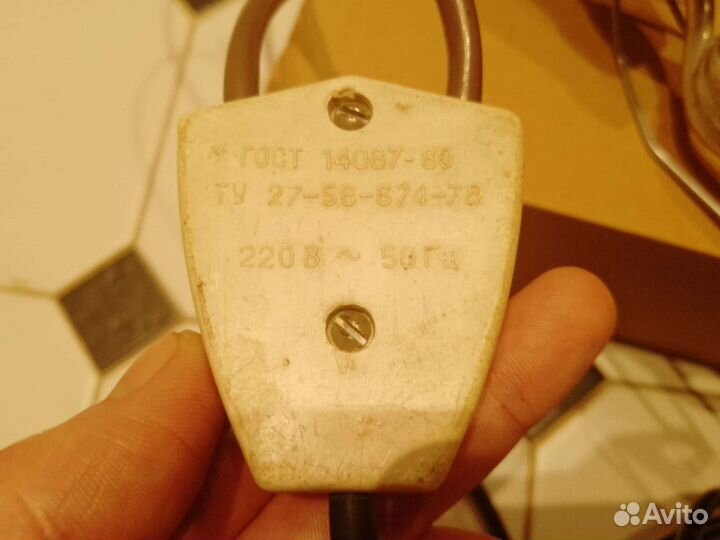 ГОСТ 14087-80
ТУ 27-56-674-78
220 В ~ 50 Гц
Avito